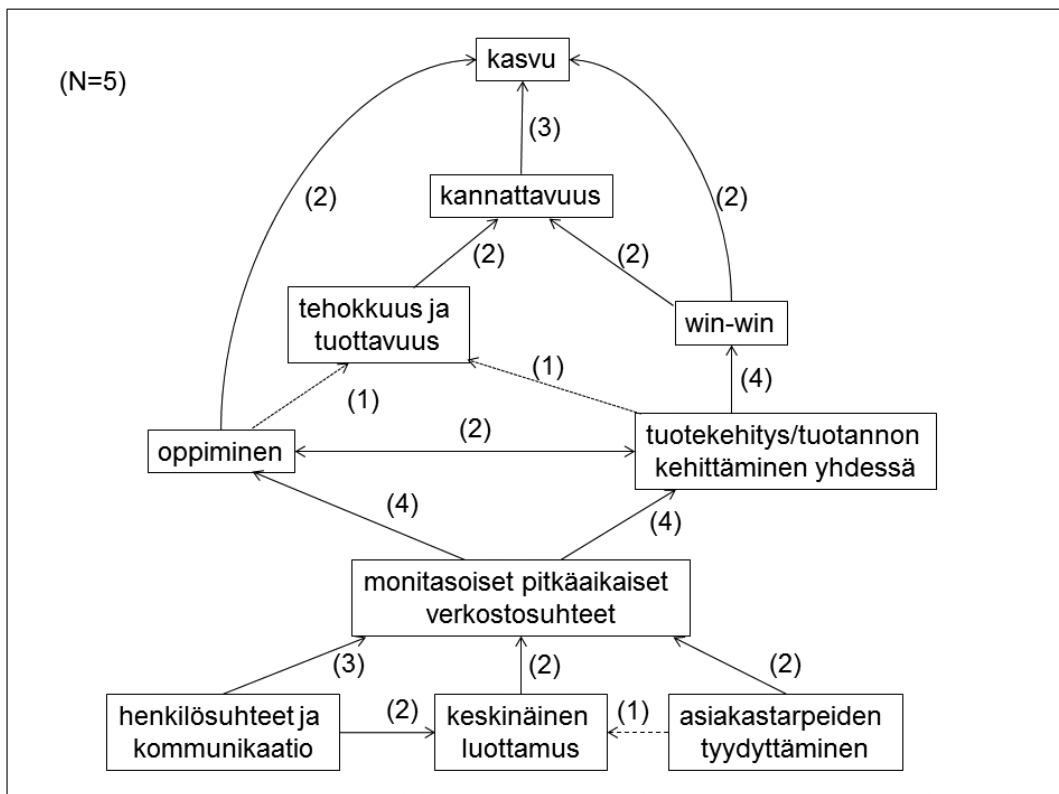 kasvu
(N=5)
(3)
(2)
(2)
kannattavuus
(2)
(2)
tehokkuus ja
tuottavuus
win-win
(1)
(1)
(4)
(2)
oppiminen
tuotekehitys/tuotannon
kehittäminen yhdessä
(4)
(4)
monitasoiset pitkäaikaiset
verkostosuhteet
(3)
(2)
(2)
henkilösuhteet ja
kommunikaatio
(2)
keskinäinen
luottamus
(1)
asiakastarpeiden
tyydyttäminen